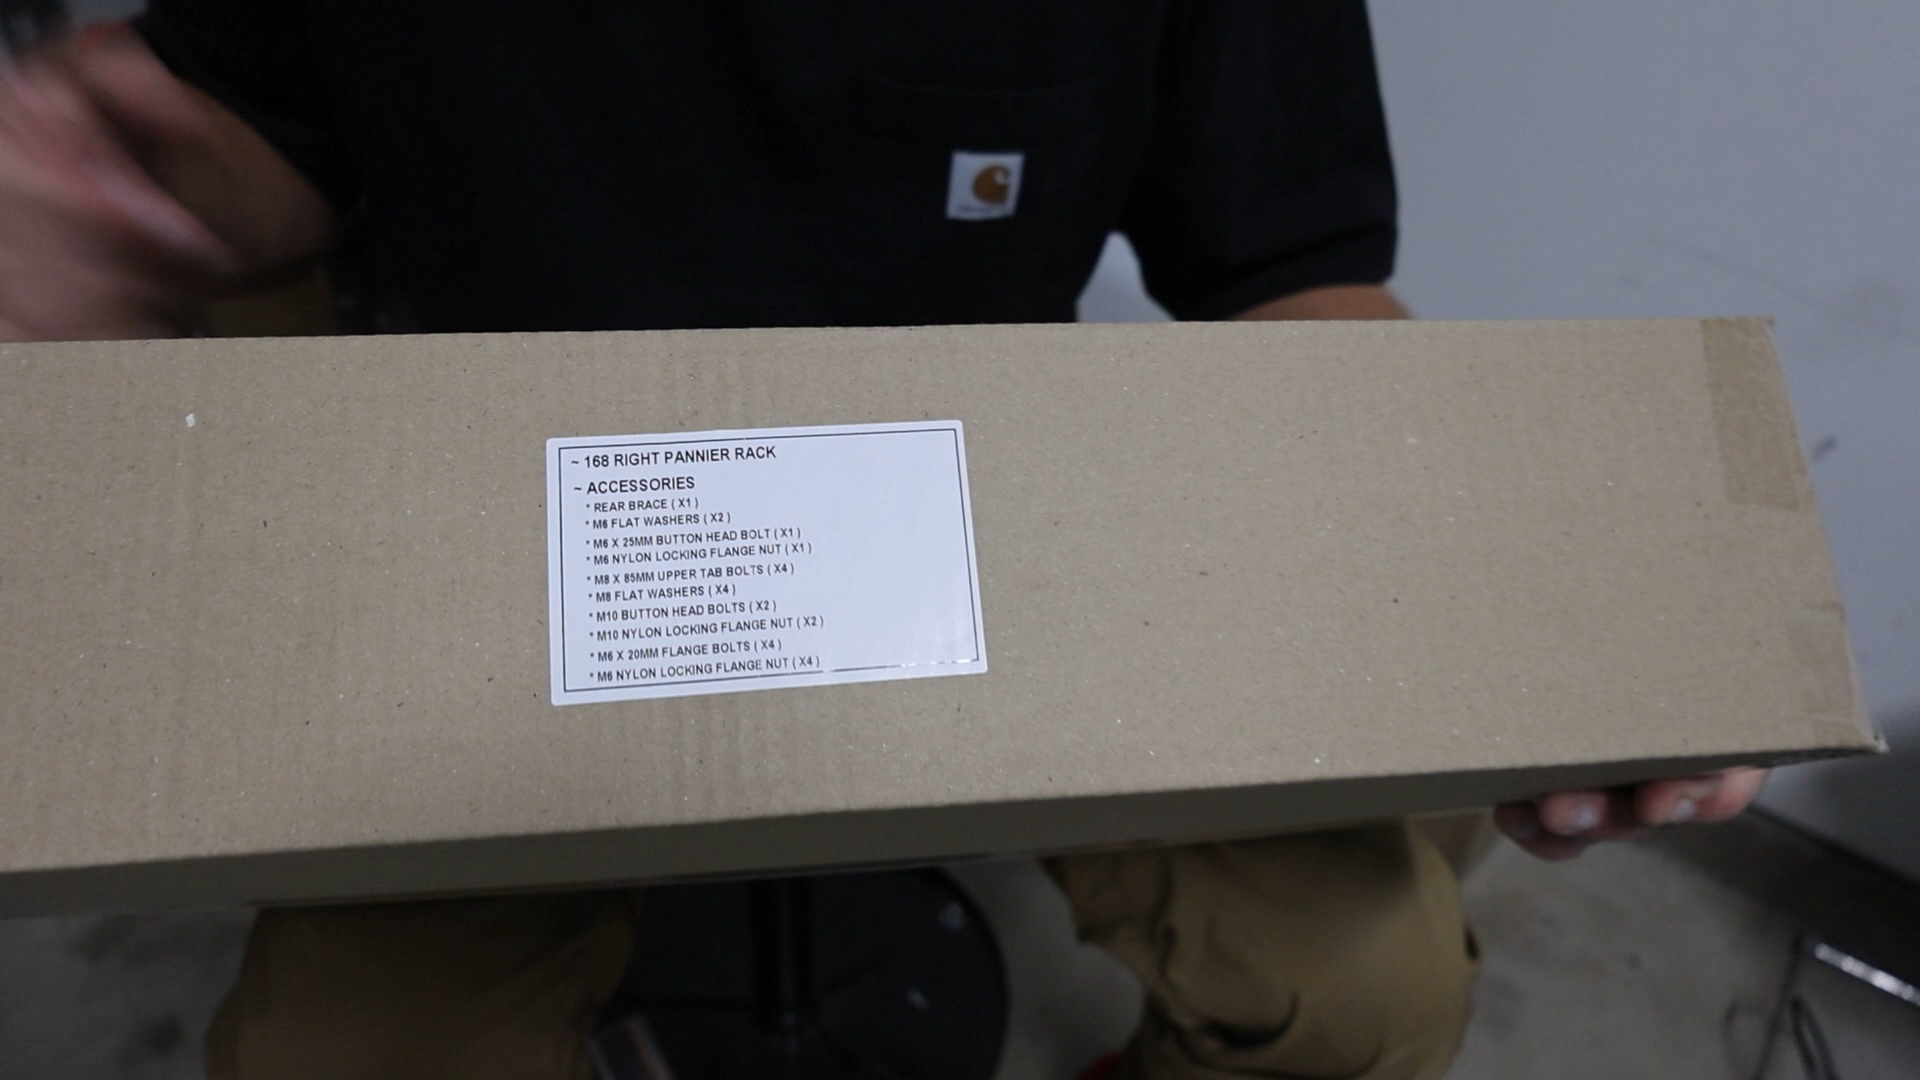 ~ 168 RIGHT PANNIER RACK
~ ACCESSORIES
* REAR BRACE ( X1 )
* M6 FLAT WASHERS ( X2 )
* M6 X 25MM BUTTON HEAD BOLT ( X1 )
* M6 NYLON LOCKING FLANGE NUT ( X1 )
* M8 X 85MM UPPER TAB BOLTS ( X4 )
* M8 FLAT WASHERS ( X4 )
* M10 BUTTON HEAD BOLTS ( X2 )
* M10 NYLON LOCKING FLANGE NUT ( X2 )
* M6 X 20MM FLANGE BOLTS ( X4 )
* M6 NYLON LOCKING FLANGE NUT ( X4 )